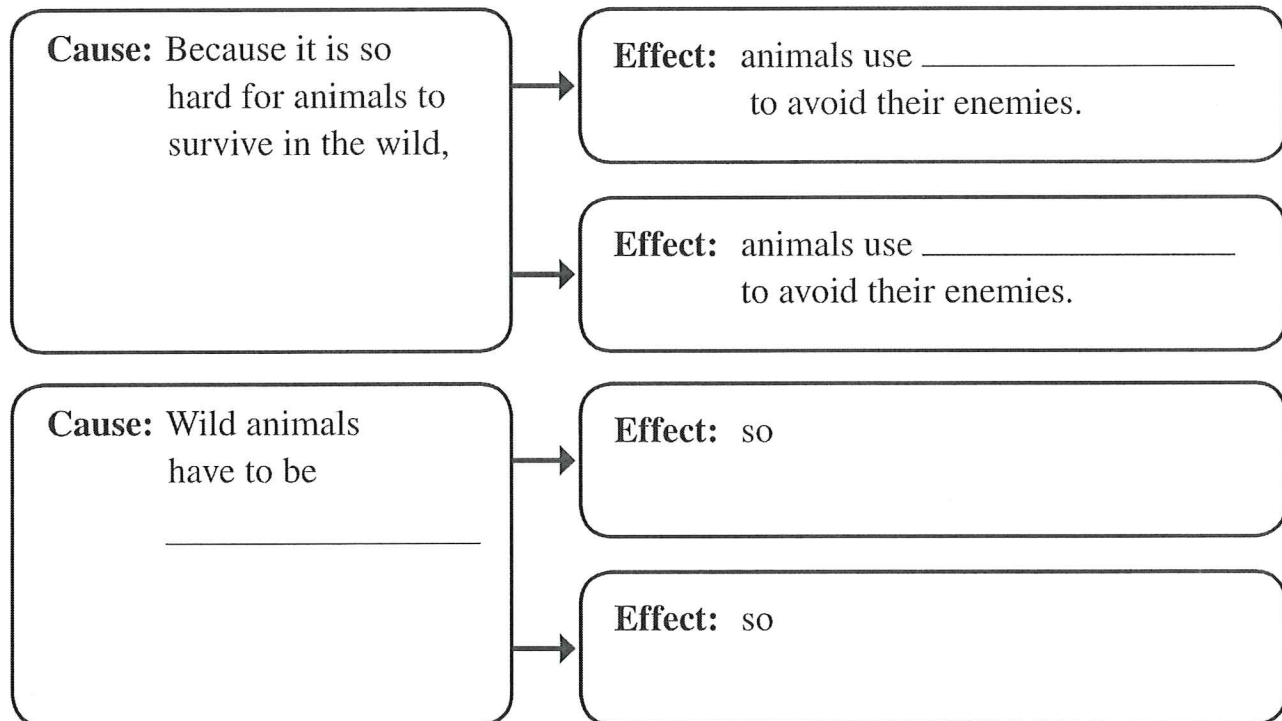 Cause: Because it is so
hard for animals to
survive in the wild,
Effect: animals use
to avoid their enemies.
Effect: animals use
to avoid their enemies.
Cause: Wild animals
have to be
Effect: so
Effect: so